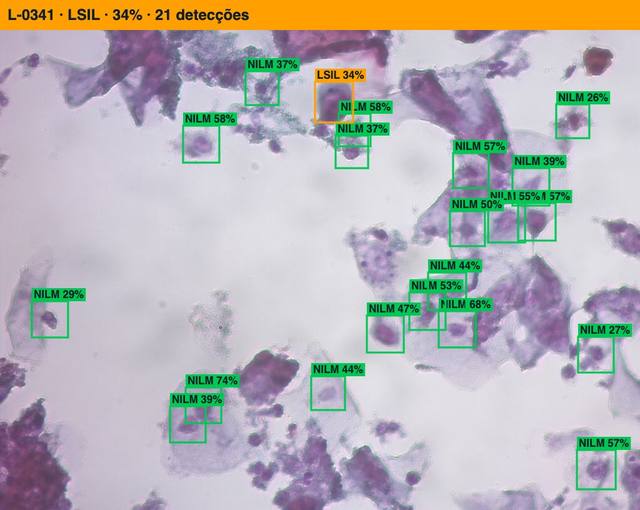 L-0341 · LSIL · 34% · 21 detecções
NILM 37%
LSIL 34%
NILM 58%
NILM 26%
NILM 58%
NILM 37%
NILM 57%
NILM 39%
NILM 55%
57%
NILM 50%
NILM 44%
NILM 53%
NILM 29%
NILM 68%
NILM 47%
NILM 27%
NILM 44%
NILM 74%
NILM 39%
NILM 57%